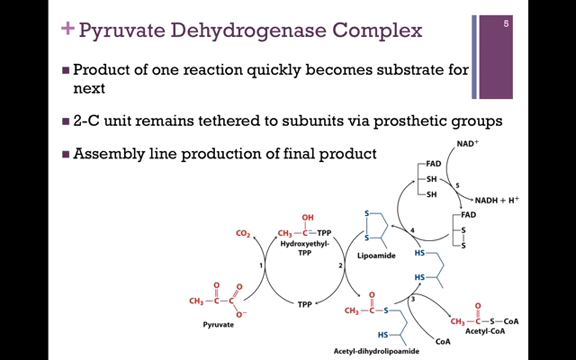 5
+ Pyruvate Dehydrogenase Complex
■ Product of one reaction quickly becomes substrate for
next
■ 2-C unit remains tethered to subunits via prosthetic groups
■ Assembly line production of final product
NAD⁺
FAD
SH
SH
5
NADH + H⁺
FAD
S
S
OH
CO₂
CH₃—C⁻—TPP
Hydroxyethyl-
TPP
S
S
Lipoamide
4
HS
HS
1
2
3
O
O
CH₃—C—C
O⁻
Pyruvate
TPP
O
CH₃—C—S
HS
Acetyl-dihydrolipoamide
CoA
O
CH₃—C—S—CoA
Acetyl-CoA